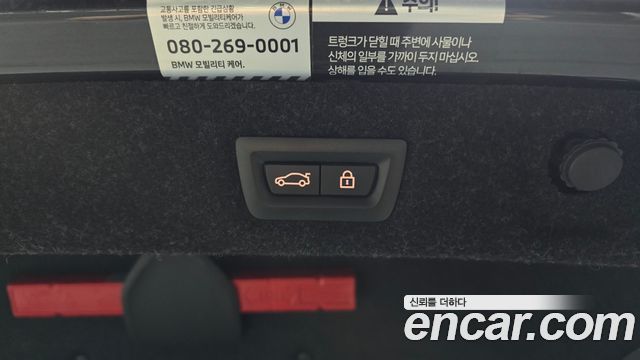 교통사고를 포함한 긴급상황
발생 시, BMW 모빌리티케어가
빠르고 친절하게 도와드리겠습니다.
080-269-0001
BMW 모빌리티 케어.
주의!
트렁크가 닫힐 때 주변에 사물이나
신체의 일부를 가까이 두지 마십시오.
상해를 입을 수도 있습니다.
신뢰를 더하다
encar.com